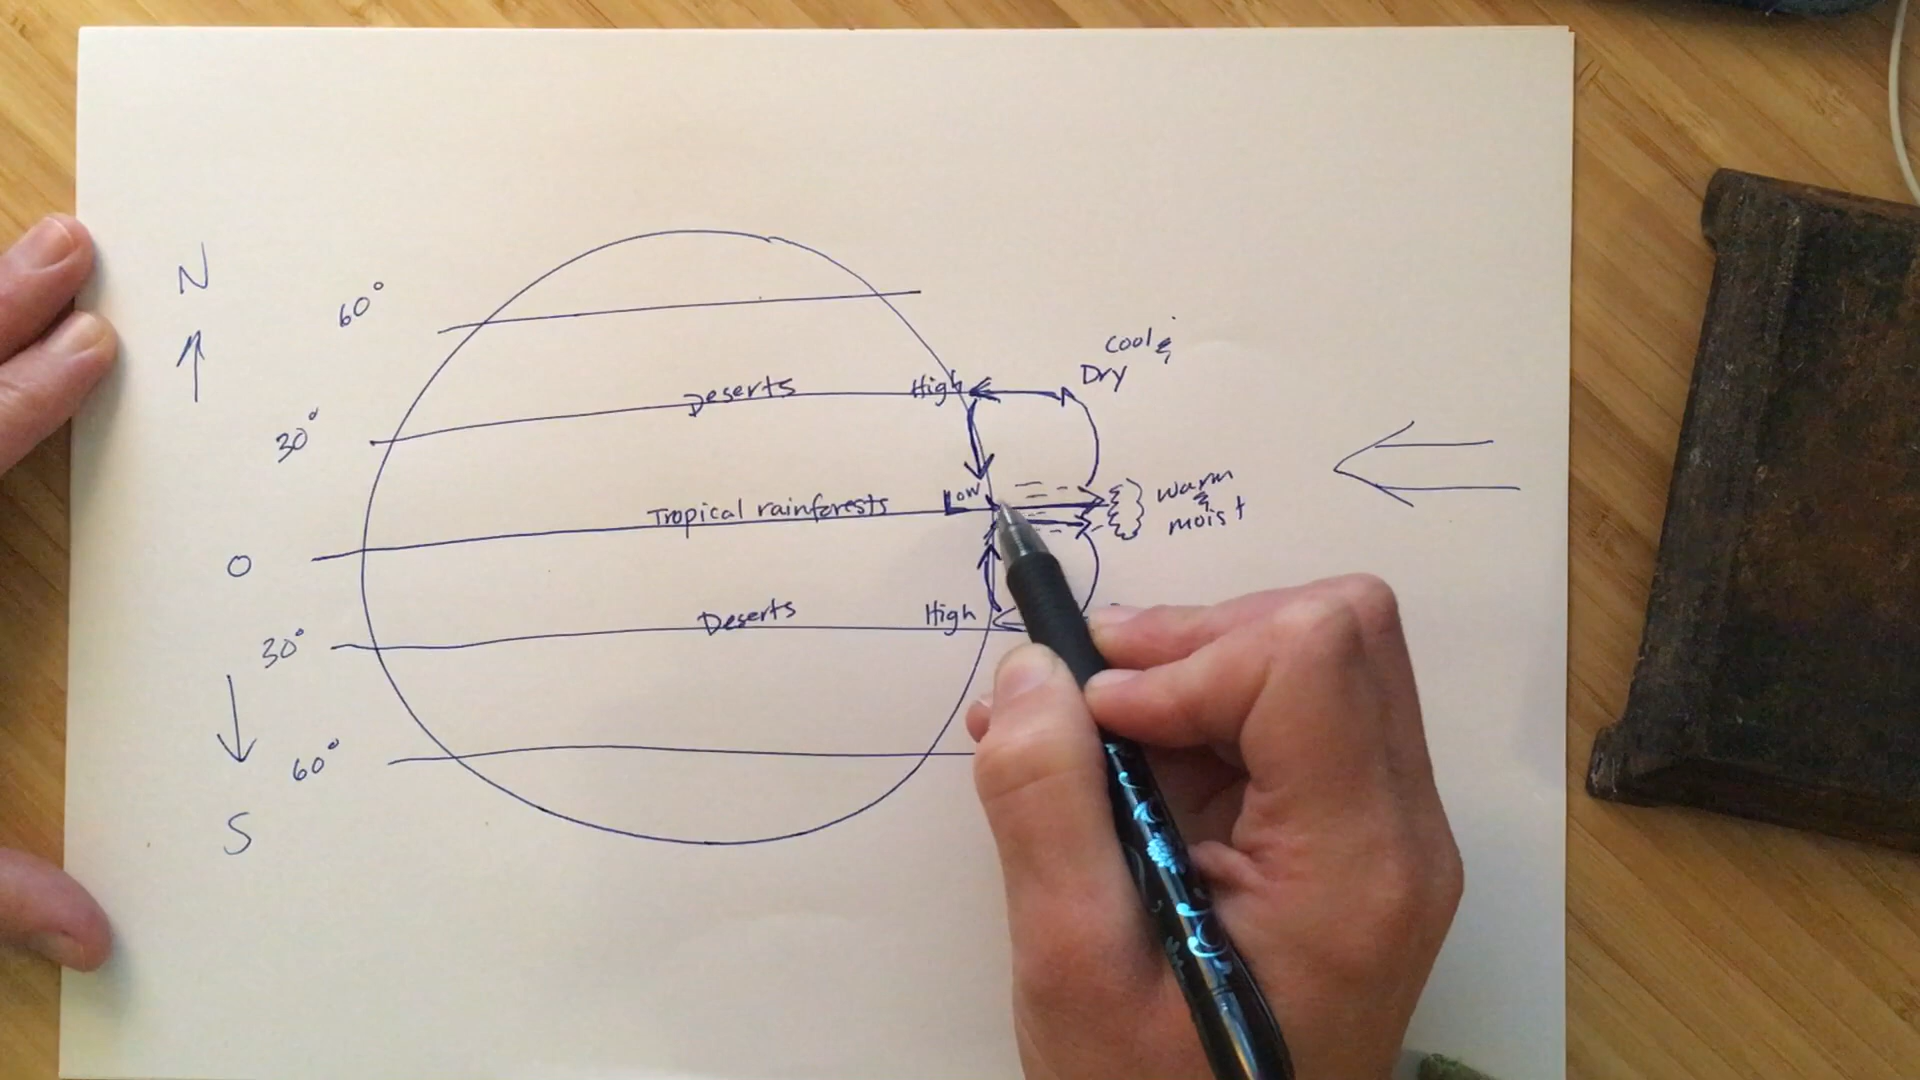 N
60°
Cool &
Dry
30°
Deserts
High
Low
warm
&
moist
Tropical rainforests
0
30°
Deserts
High
60°
S